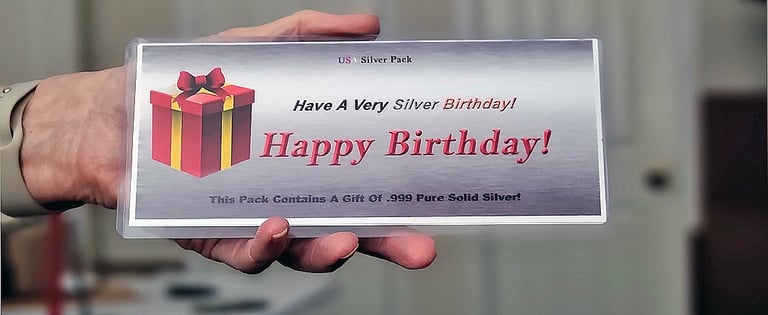 USA Silver Pack
Have A Very Silver Birthday!
Happy Birthday!
This Pack Contains A Gift Of .999 Pure Solid Silver!